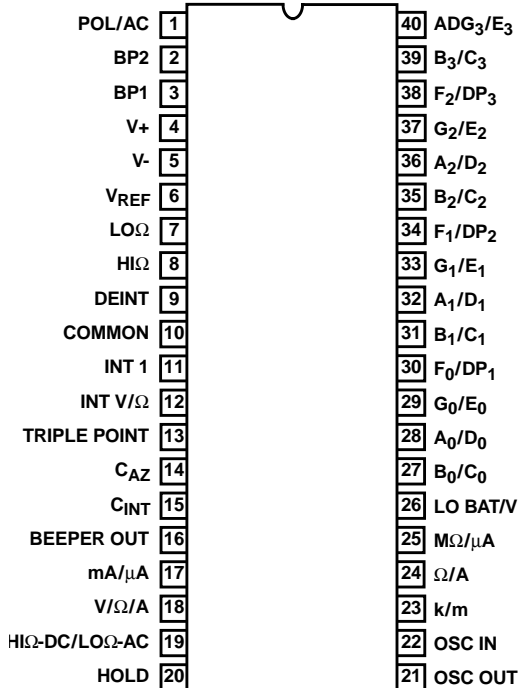 POL/AC 1 40 ADG3/E3
BP2 2 39 B3/C3
BP1 3 38 F2/DP3
V+ 4 37 G2/E2
V- 5 36 A2/D2
VREF 6 35 B2/C2
LOΩ 7 34 F1/DP2
HIΩ 8 33 G1/E1
DEINT 9 32 A1/D1
COMMON 10 31 B1/C1
INT 1 11 30 F0/DP1
INT V/Ω 12 29 G0/E0
TRIPLE POINT 13 28 A0/D0
CAZ 14 27 B0/C0
CINT 15 26 LO BAT/V
BEEPER OUT 16 25 MΩ/μA
mA/μA 17 24 Ω/A
V/Ω/A 18 23 k/m
HIΩ-DC/LOΩ-AC 19 22 OSC IN
HOLD 20 21 OSC OUT